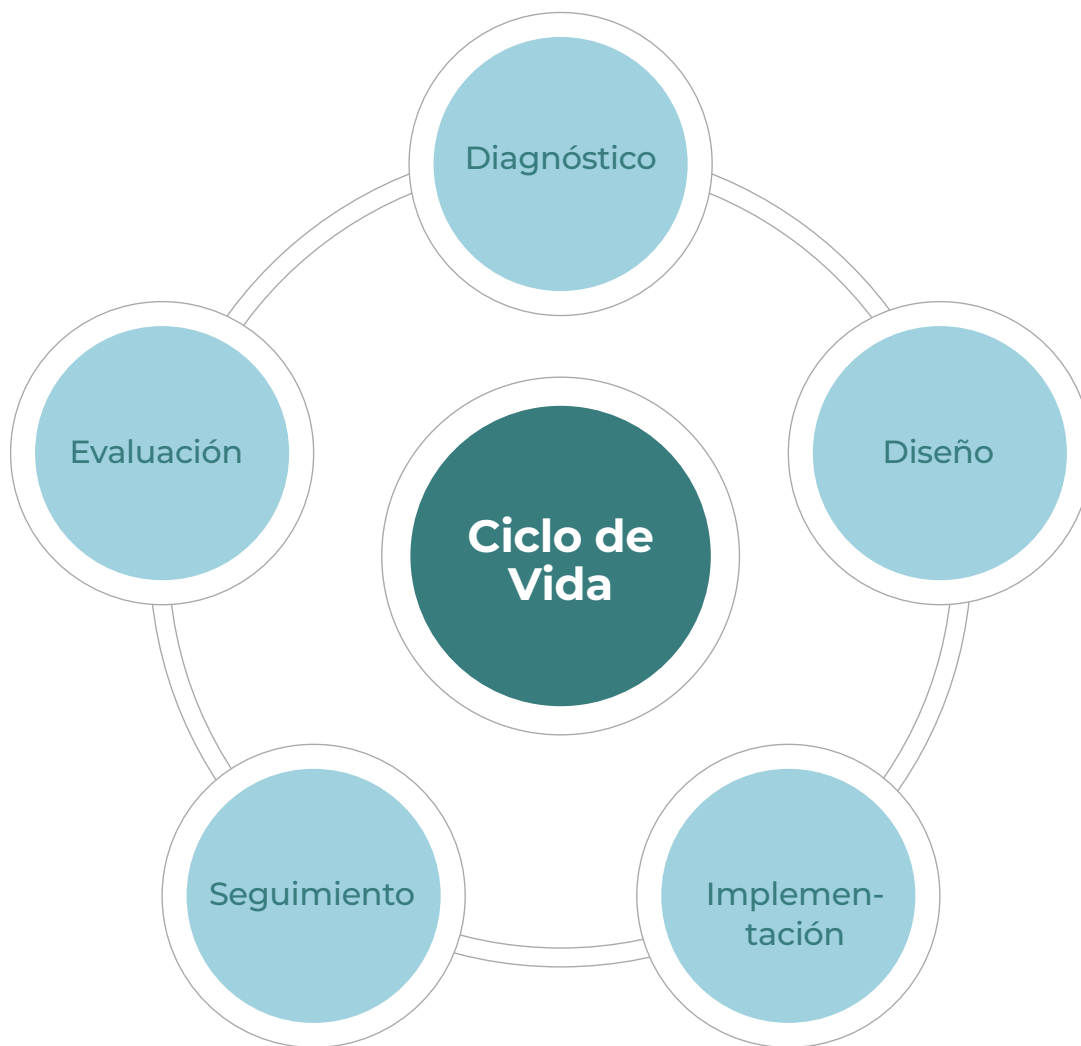 Diagnóstico
Evaluación
Diseño
Ciclo de
Vida
Seguimiento
Implemen-
tación